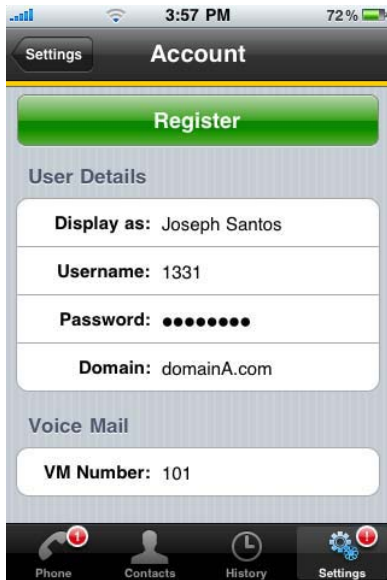 3:57 PM 72%
Settings Account
Register
User Details
Display as: Joseph Santos
Username: 1331
Password: ●●●●●●●●
Domain: domainA.com
Voice Mail
VM Number: 101
! !
Phone Contacts History Settings